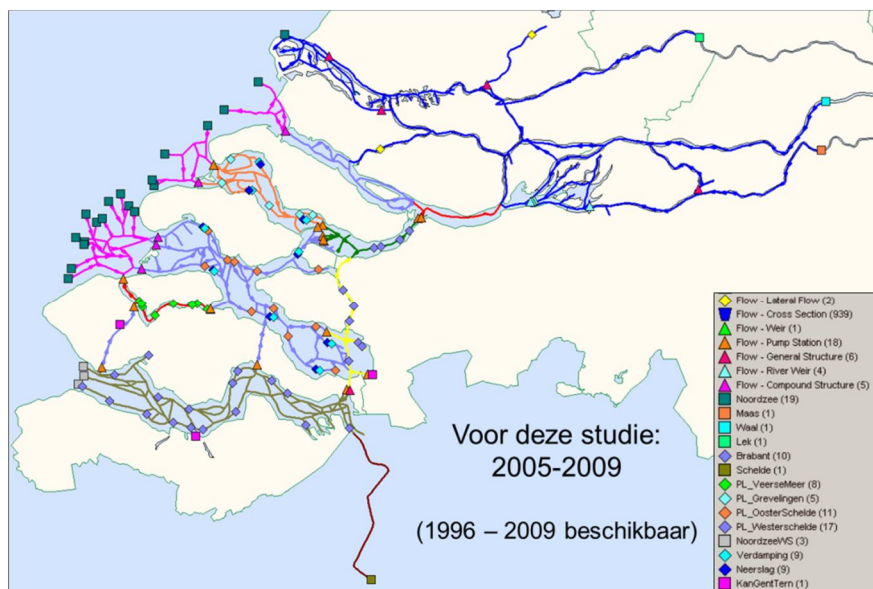 Voor deze studie:
2005-2009
(1996 – 2009 beschikbaar)
Flow - Lateral Flow (2)
Flow - Cross Section (939)
Flow - Weir (1)
Flow - Pump Station (18)
Flow - General Structure (6)
Flow - River Weir (4)
Flow - Compound Structure (5)
Noordzee (19)
Maas (1)
Waal (1)
Lek (1)
Brabant (10)
Schelde (1)
PL_VeerseMeer (8)
PL_Grevelingen (5)
PL_OosterSchelde (11)
PL_Westerschelde (17)
NoordzeeWS (3)
Verdamping (9)
Neerslag (9)
KanGentTern (1)